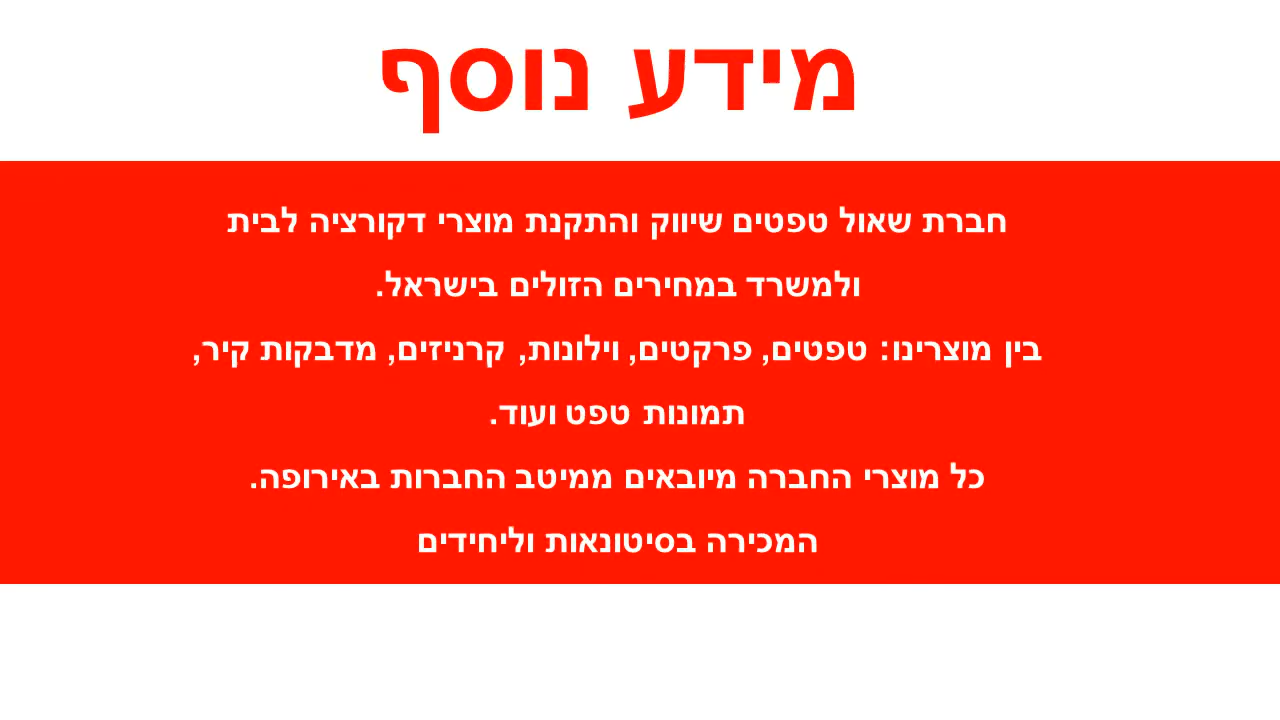 מידע נוסף
חברת שאול טפטים שיווק והתקנת מוצרי דקורציה לבית
ולמשרד במחירים הזולים בישראל.
בין מוצרינו: טפטים, פרקטים, וילונות, קרניזים, מדבקות קיר,
תמונות טפט ועוד.
כל מוצרי החברה מיובאים ממיטב החברות באירופה.
המכירה בסיטונאות וליחידים